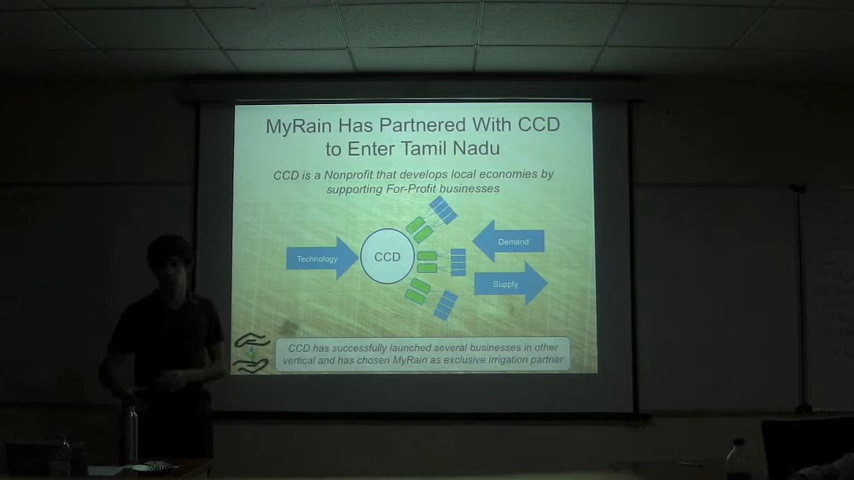 MyRain Has Partnered With CCD
to Enter Tamil Nadu
CCD is a Nonprofit that develops local economies by
supporting For-Profit businesses
Technology
CCD
Demand
Supply
CCD has successfully launched several businesses in other
vertical and has chosen MyRain as exclusive irrigation partner